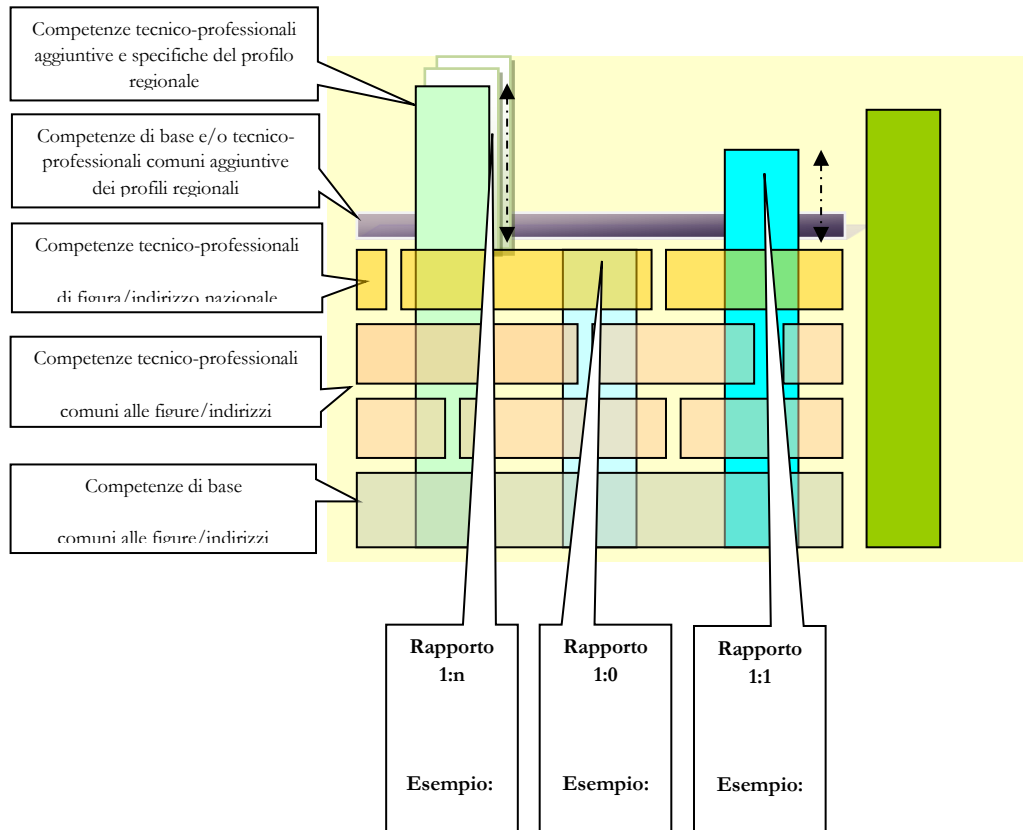 Competenze tecnico-professionali
aggiuntive e specifiche del profilo
regionale
Competenze di base e/o tecnico-
professionali comuni aggiuntive
dei profili regionali
Competenze tecnico-professionali
di figura/indirizzo nazionale
Competenze tecnico-professionali
comuni alle figure/indirizzi
Competenze di base
comuni alle figure/indirizzi
Rapporto
1:n
Esempio:
Rapporto
1:0
Esempio:
Rapporto
1:1
Esempio: